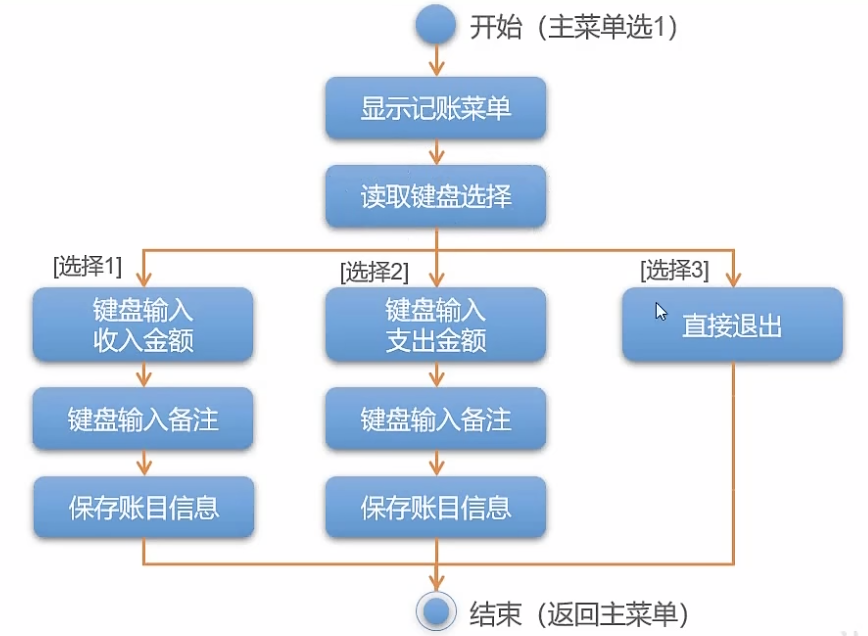 开始（主菜单选1）
显示记账菜单
读取键盘选择
[选择1]
[选择2]
[选择3]
键盘输入
收入金额
键盘输入
支出金额
直接退出
键盘输入备注
键盘输入备注
保存账目信息
保存账目信息
结束（返回主菜单）